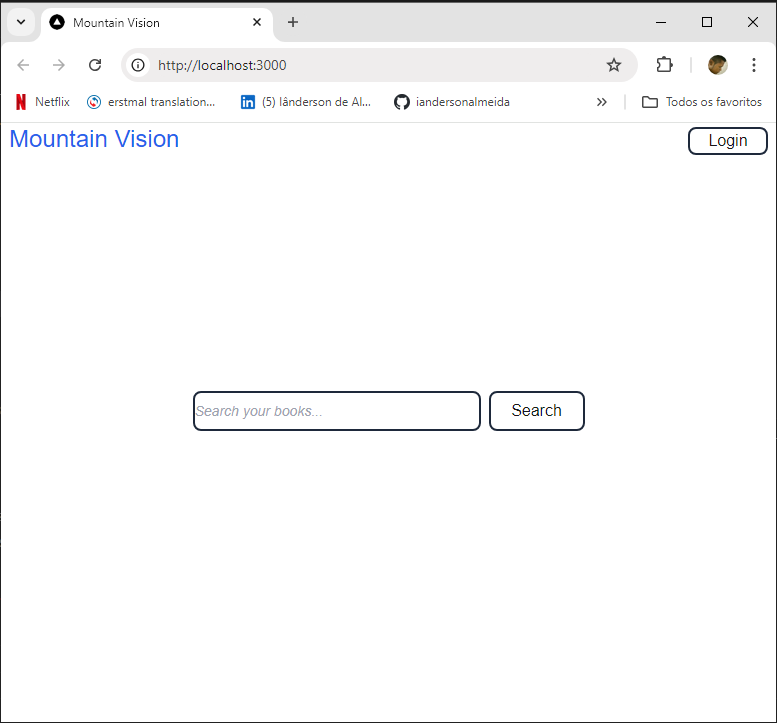 Mountain Vision
http://localhost:3000
Netflix
erstmal translation...
(5) Iânderson de Al...
iandersonalmeida
Todos os favoritos
Mountain Vision
Login
Search your books...
Search